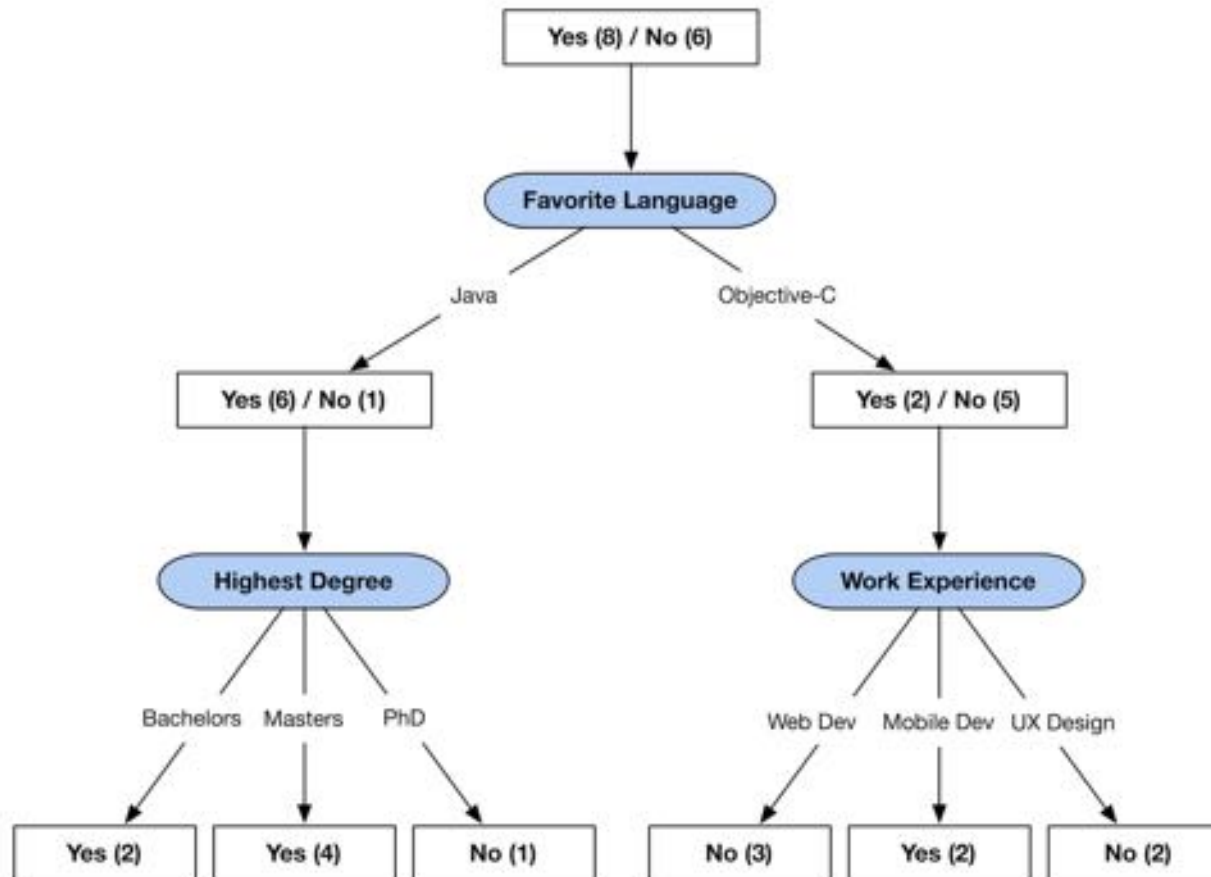 Yes (8) / No (6)
Favorite Language
Java
Objective-C
Yes (6) / No (1)
Yes (2) / No (5)
Highest Degree
Work Experience
Bachelors
Masters
PhD
Web Dev
Mobile Dev
UX Design
Yes (2)
Yes (4)
No (1)
No (3)
Yes (2)
No (2)